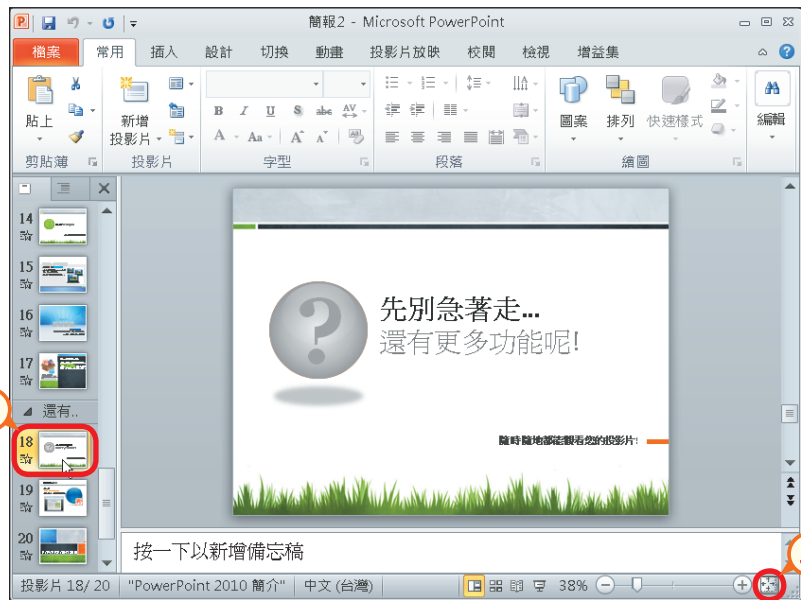 簡報2 - Microsoft PowerPoint
檔案 常用 插入 設計 切換 動畫 投影片放映 校閱 檢視 增益集
貼上 新增投影片 B I U S abe AV A Aa A A 圖案 排列 快速樣式 編輯
剪貼簿 投影片 字型 段落 繪圖
14
15
16
17
還有..
18
19
20
先別急著走...
還有更多功能呢!
隨時隨地都能觀看您的投影片!
按一下以新增備忘稿
投影片 18/ 20 "PowerPoint 2010 簡介" 中文 (台灣) 38%